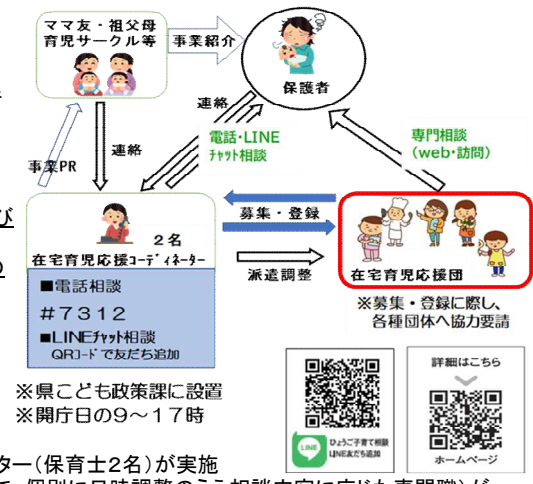 ママ友・祖父母
育児サークル等
事業紹介
保護者
連絡
電話・LINE
ﾁｬｯﾄ相談
専門相談
(web・訪問)
事業PR
連絡
び
募集・登録
2名
在宅育児応援ｺｰﾃﾞｨﾈｰﾀｰ
派遣調整
在宅育児応援団
■電話相談
#7312
■LINEﾁｬｯﾄ相談
QRｺｰﾄﾞで友だち追加
※募集・登録に際し、
各種団体へ協力要請
※県こども政策課に設置
※開庁日の9～17時
LINE
ひょうご子育て相談
LINE友だち追加
詳細はこちら
ホームページ
ター(保育士2名)が実施